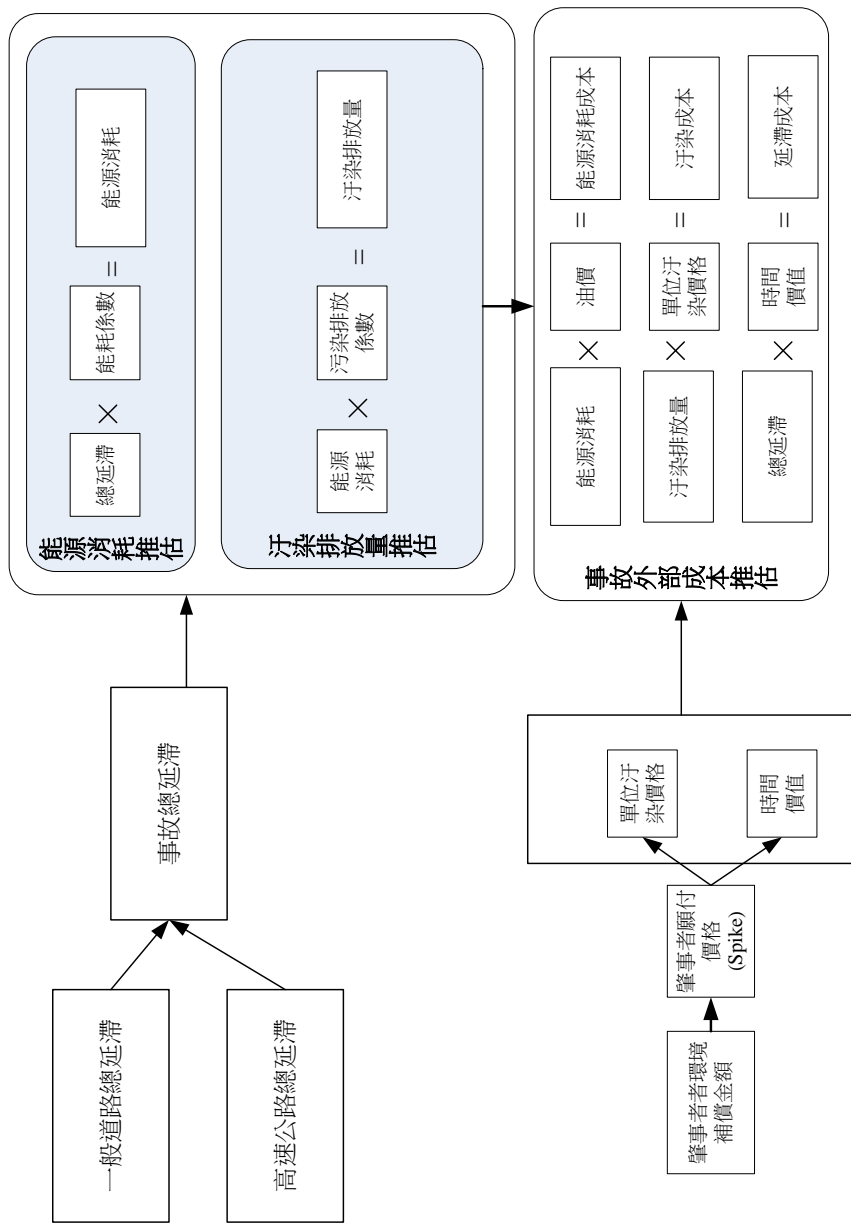 一般道路總延滯
高速公路總延滯
事故總延滯
能源消耗推估
總延滯
×
能耗係數
=
能源消耗
汙染排放量推估
能源
消耗
×
污染排放
係數
=
汙染排放量
肇事者者環境
補償金額
肇事者願付
價格
(Spike)
單位汙
染價格
時間
價值
事故外部成本推估
能源消耗
×
油價
=
能源消耗成本
汙染排放量
×
單位汙
染價格
=
汙染成本
總延滯
×
時間
價值
=
延滯成本